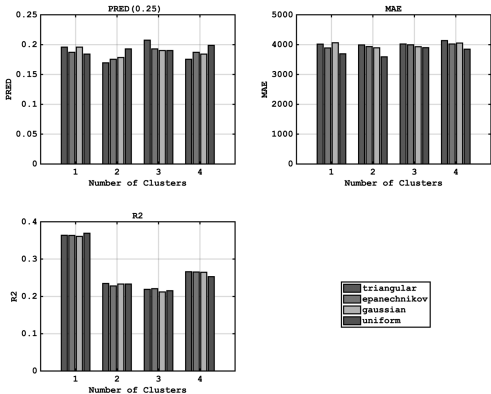 PRED(0.25)
0.25
0.2
0.15
0.1
0.05
0
PRED
1 2 3 4
Number of Clusters
MAE
5000
4000
3000
2000
1000
0
MAE
1 2 3 4
Number of Clusters
R2
0.4
0.3
0.2
0.1
0
R2
1 2 3 4
Number of Clusters
triangular
epanechnikov
gaussian
uniform